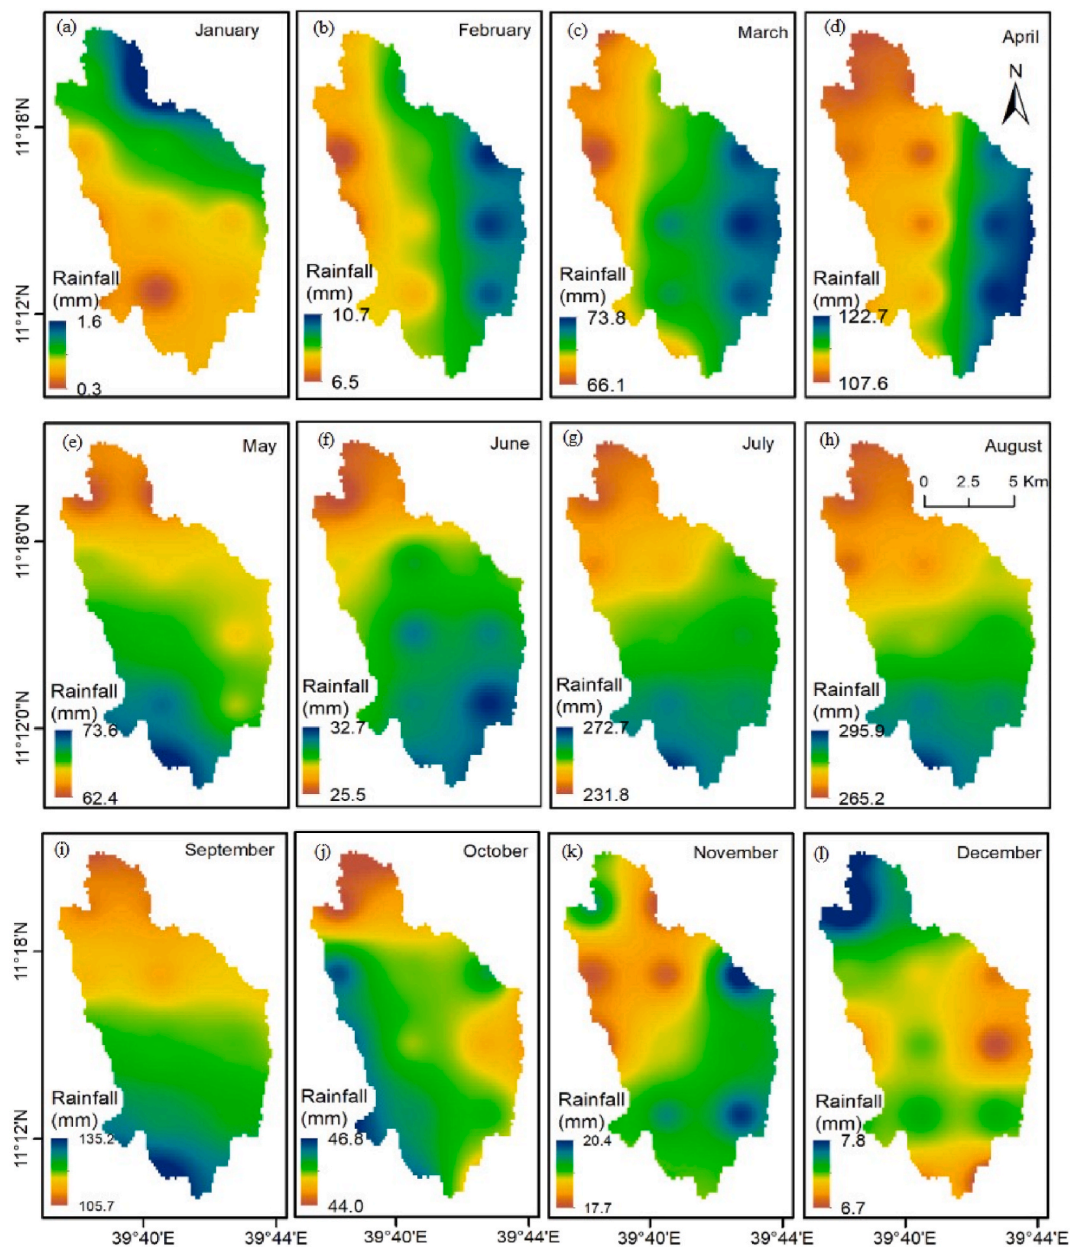 (a) January
(b) February
(c) March
(d) April
N
11°18'N
11°12'N
Rainfall
(mm)
1.6
0.3
Rainfall
(mm)
10.7
6.5
Rainfall
(mm)
73.8
66.1
Rainfall
(mm)
122.7
107.6
(e) May
(f) June
(g) July
(h) August
0 2.5 5 Km
11°18'0"N
11°12'0"N
Rainfall
(mm)
73.6
62.4
Rainfall
(mm)
32.7
25.5
Rainfall
(mm)
272.7
231.8
Rainfall
(mm)
295.9
265.2
(i) September
(j) October
(k) November
(l) December
11°18'N
11°12'N
Rainfall
(mm)
135.2
105.7
Rainfall
(mm)
46.8
44.0
Rainfall
(mm)
20.4
17.7
Rainfall
(mm)
7.8
6.7
39°40'E 39°44'E 39°40'E 39°44'E 39°40'E 39°44'E 39°40'E 39°44'E